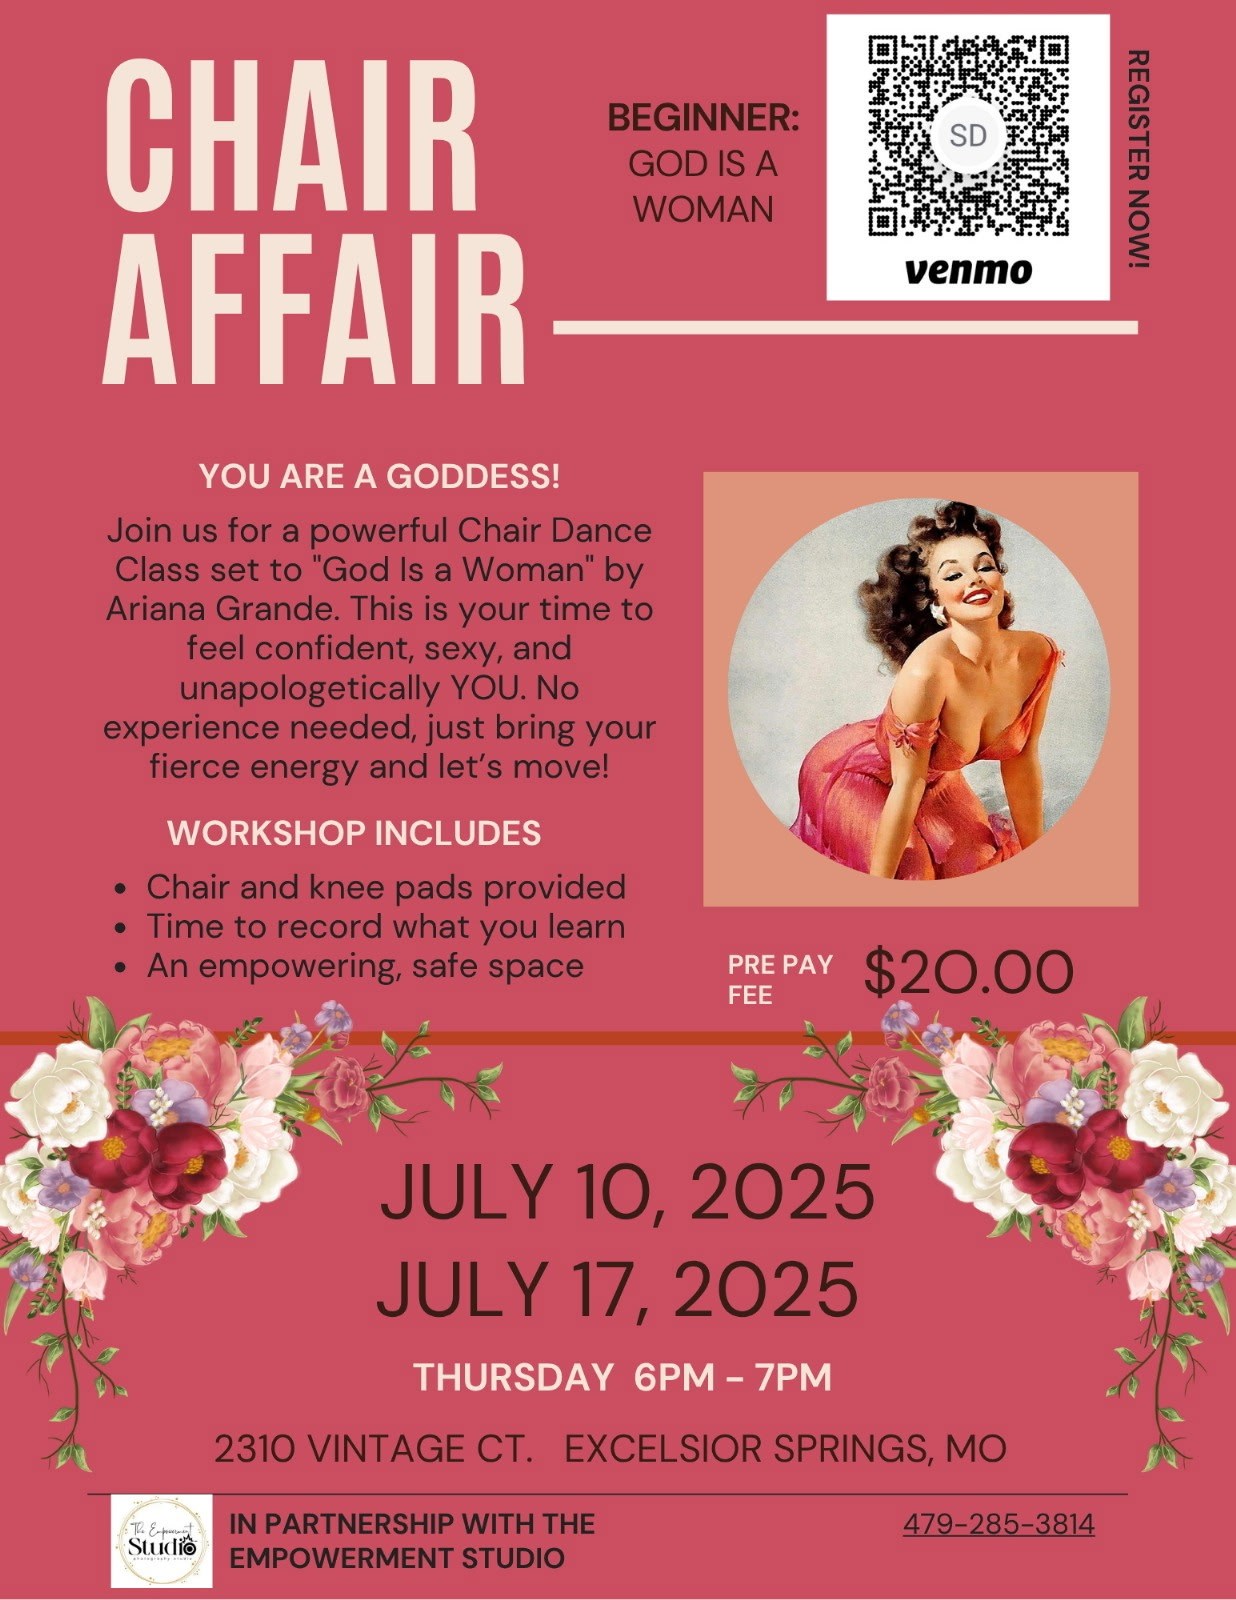 CHAIR
AFFAIR
BEGINNER:
GOD IS A
WOMAN
SD
venmo
REGISTER NOW!
YOU ARE A GODDESS!
Join us for a powerful Chair Dance
Class set to "God Is a Woman" by
Ariana Grande. This is your time to
feel confident, sexy, and
unapologetically YOU. No
experience needed, just bring your
fierce energy and let’s move!
WORKSHOP INCLUDES
• Chair and knee pads provided
• Time to record what you learn
• An empowering, safe space
PRE PAY
FEE
$20.00
JULY 10, 2025
JULY 17, 2025
THURSDAY 6PM - 7PM
2310 VINTAGE CT. EXCELSIOR SPRINGS, MO
The Empowerment
Studio
photography studio
IN PARTNERSHIP WITH THE
EMPOWERMENT STUDIO
479-285-3814